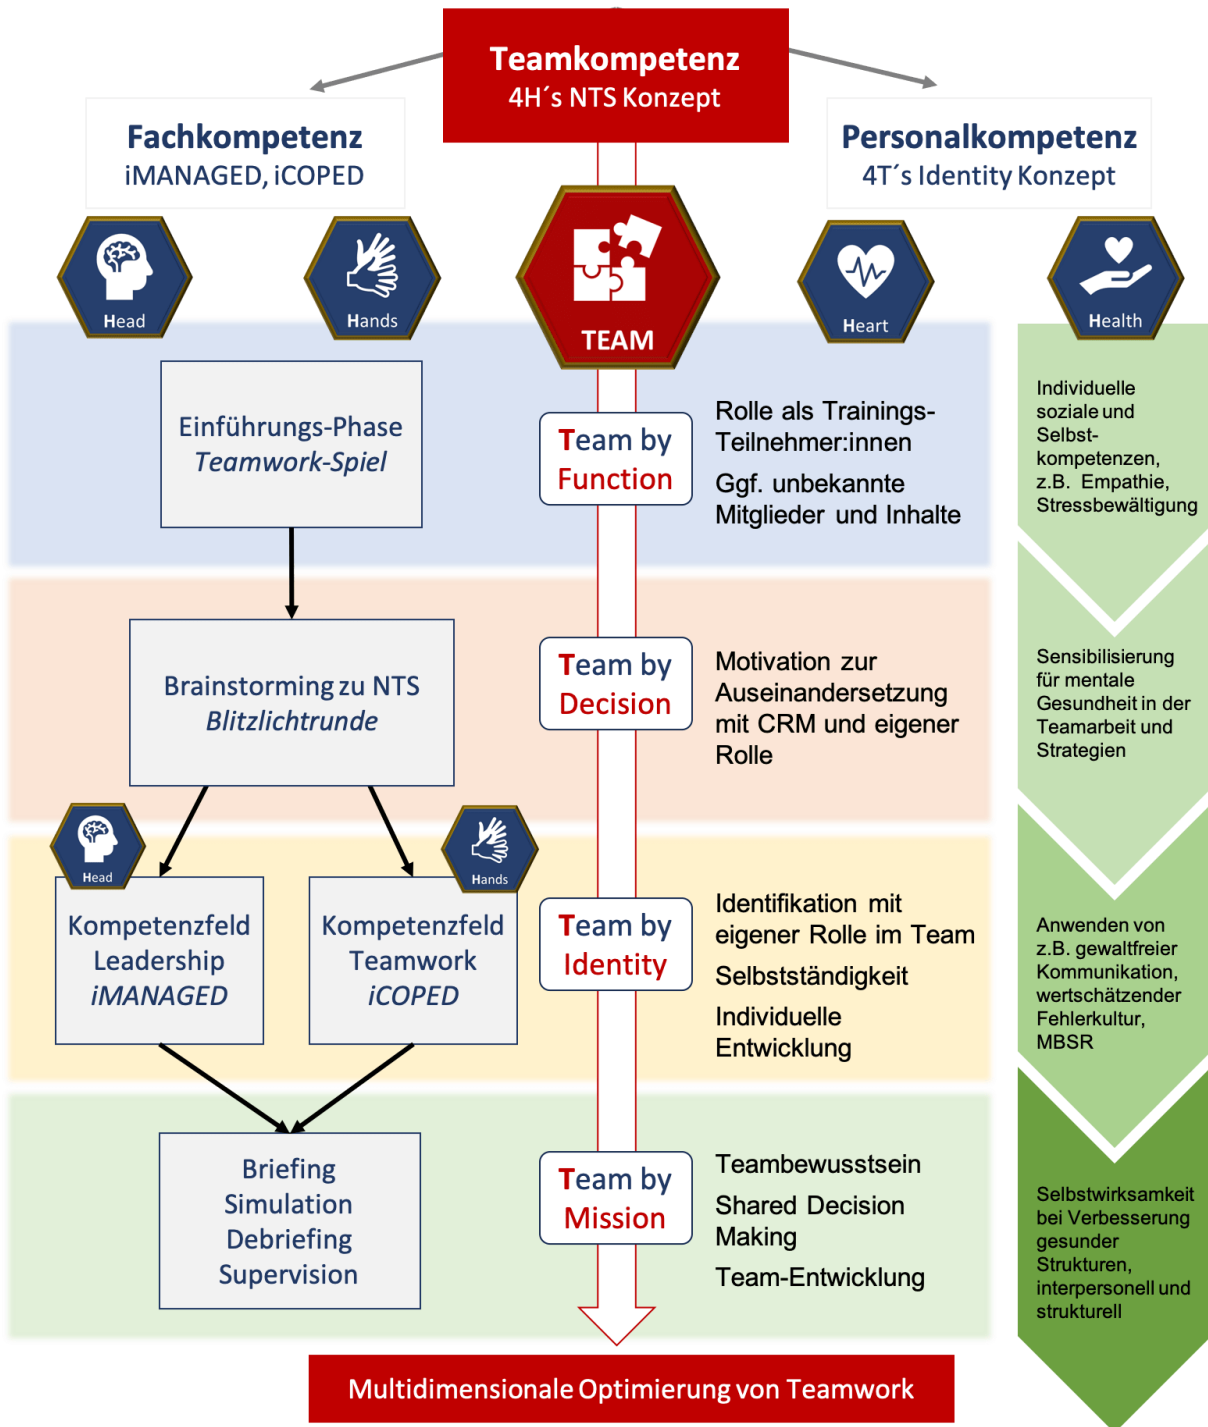 Teamkompetenz
4H´s NTS Konzept
Fachkompetenz
iMANAGED, iCOPED
Personalkompetenz
4T´s Identity Konzept
Head
Hands
TEAM
Heart
Health
Einführungs-Phase
Teamwork-Spiel
Team by
Function
Rolle als Trainings-
Teilnehmer:innen
Ggf. unbekannte
Mitglieder und Inhalte
Individuelle
soziale und
Selbst-
kompetenzen,
z.B. Empathie,
Stressbewältigung
Brainstorming zu NTS
Blitzlichtrunde
Team by
Decision
Motivation zur
Auseinandersetzung
mit CRM und eigener
Rolle
Sensibilisierung
für mentale
Gesundheit in der
Teamarbeit und
Strategien
Head
Hands
Kompetenzfeld
Leadership
iMANAGED
Kompetenzfeld
Teamwork
iCOPED
Team by
Identity
Identifikation mit
eigener Rolle im Team
Selbstständigkeit
Individuelle
Entwicklung
Anwenden von
z.B. gewaltfreier
Kommunikation,
wertschätzender
Fehlerkultur,
MBSR
Briefing
Simulation
Debriefing
Supervision
Team by
Mission
Teambewusstsein
Shared Decision
Making
Team-Entwicklung
Selbstwirksamkeit
bei Verbesserung
gesunder
Strukturen,
interpersonell und
strukturell
Multidimensionale Optimierung von Teamwork